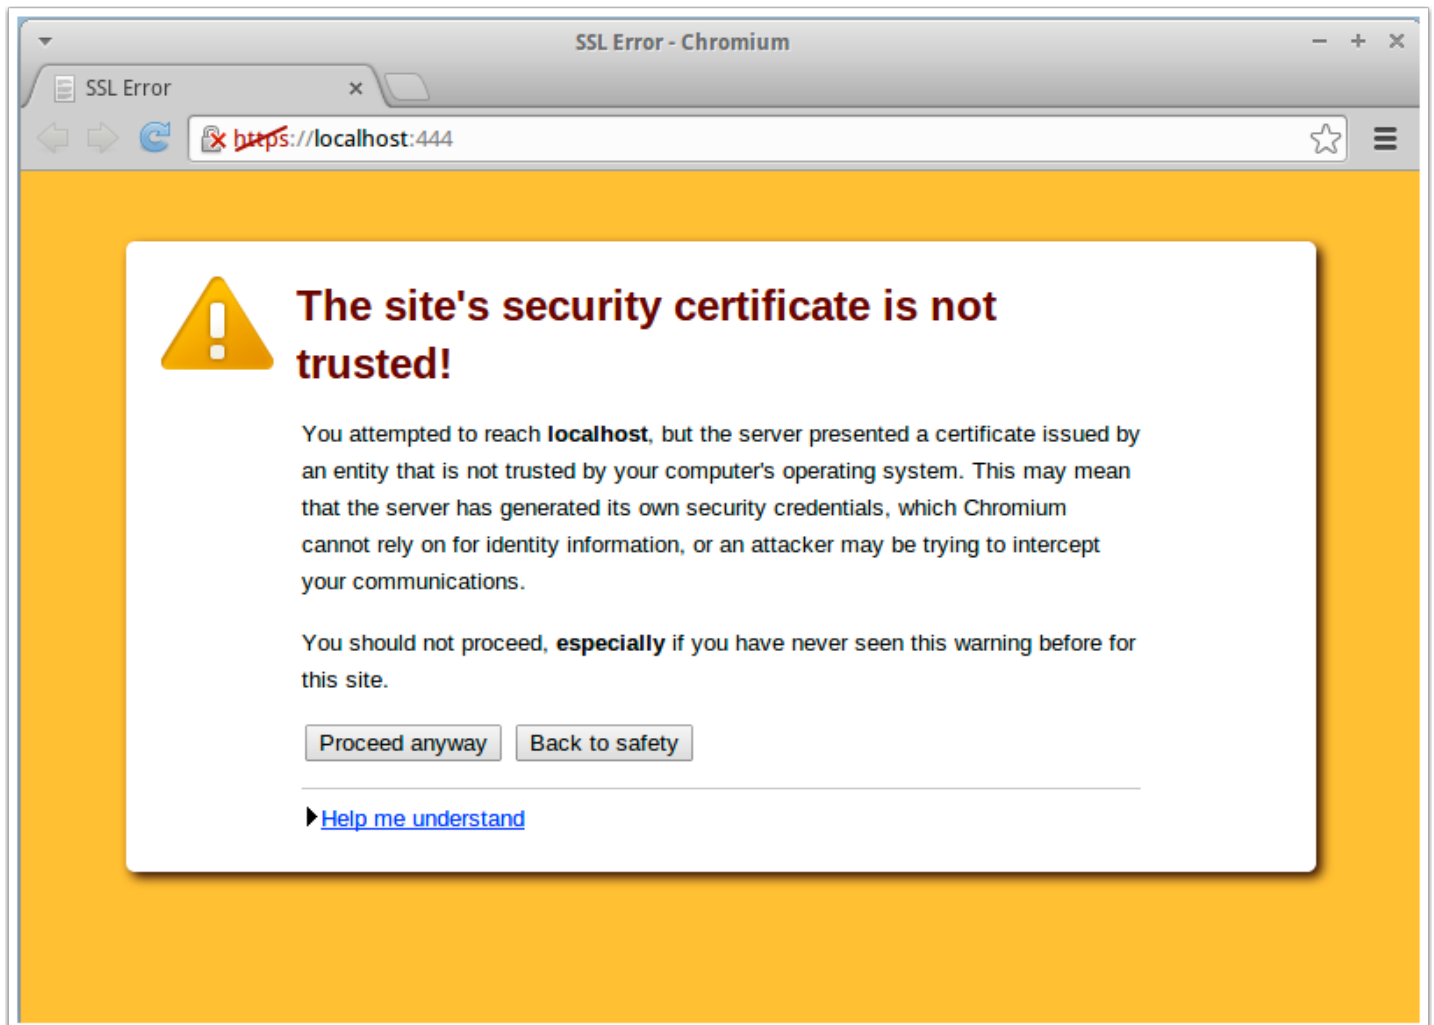 SSL Error - Chromium
SSL Error
https://localhost:444
The site's security certificate is not
trusted!
You attempted to reach localhost, but the server presented a certificate issued by
an entity that is not trusted by your computer's operating system. This may mean
that the server has generated its own security credentials, which Chromium
cannot rely on for identity information, or an attacker may be trying to intercept
your communications.
You should not proceed, especially if you have never seen this warning before for
this site.
Proceed anyway Back to safety
Help me understand